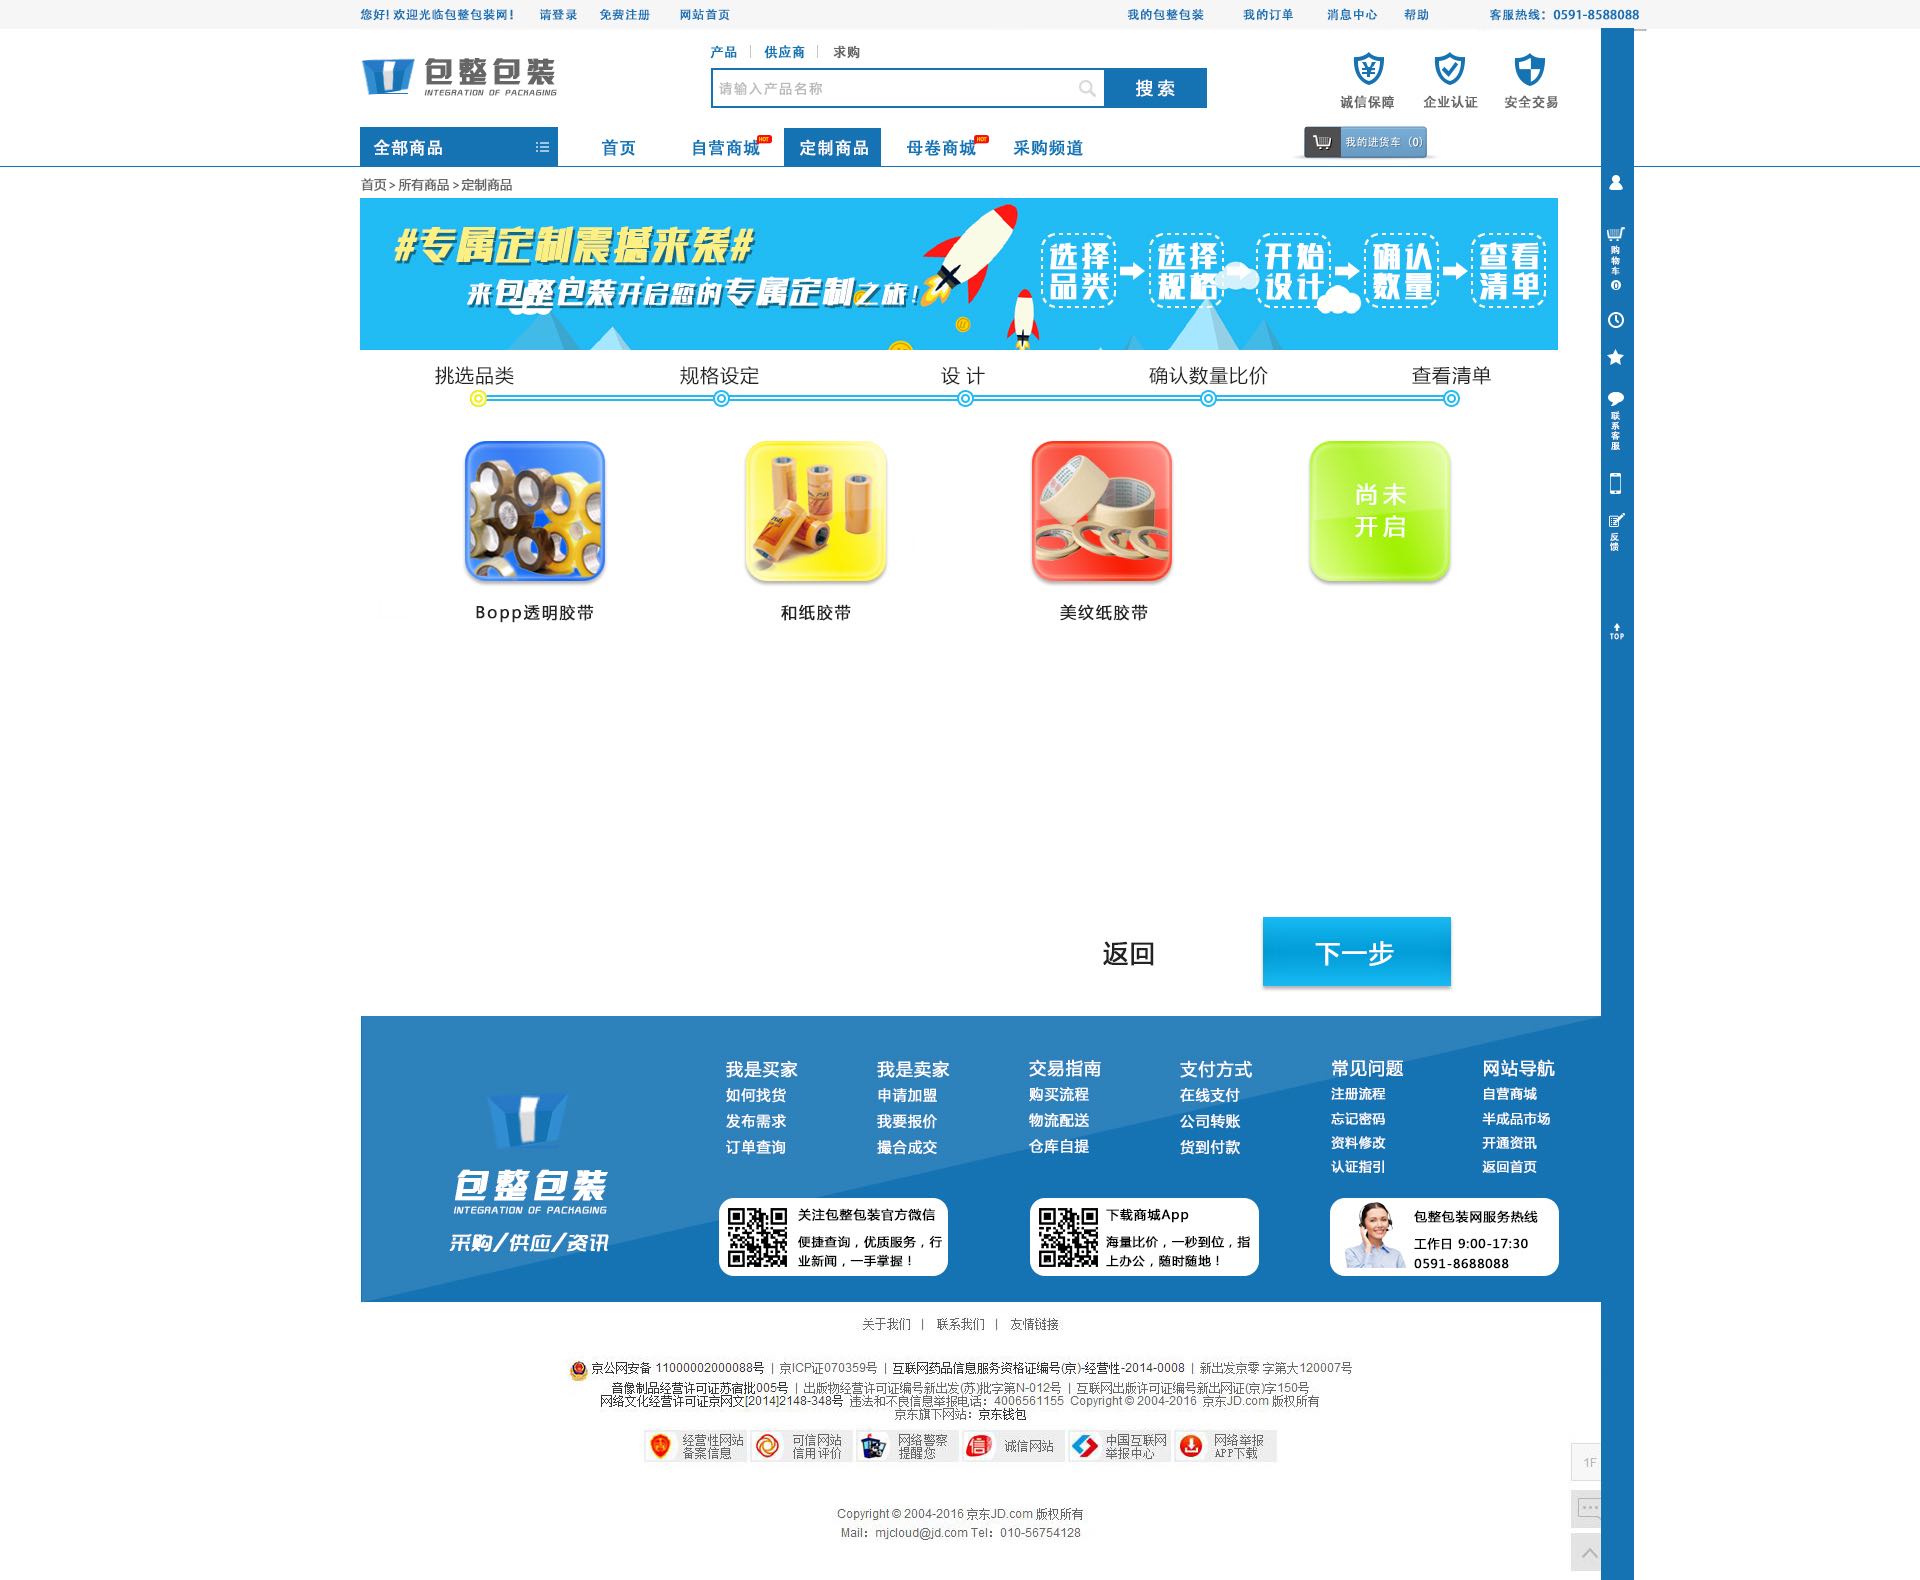 您好! 欢迎光临包整包装网! 请登录 免费注册 网站首页 我的包整包装 我的订单 消息中心 帮助 客服热线：0591-8588088
包整包装
INTEGRATION OF PACKAGING
产品 供应商 求购
请输入产品名称 搜索
诚信保障 企业认证 安全交易
全部商品 首页 自营商城 HOT 定制商品 母卷商城 HOT 采购频道 我的进货车（0）
首页 > 所有商品 > 定制商品
#专属定制震撼来袭#
来包整包装开启您的专属定制之旅!
选择品类
选择规格
开始设计
确认数量
查看清单
挑选品类 规格设定 设 计 确认数量比价 查看清单
尚未
开启
Bopp透明胶带 和纸胶带 美纹纸胶带
购物车
0
联系客服
反馈
TOP
返回 下一步
包整包装
INTEGRATION OF PACKAGING
采购/供应/资讯
我是买家
如何找货
发布需求
订单查询
我是卖家
申请加盟
我要报价
撮合成交
交易指南
购买流程
物流配送
仓库自提
支付方式
在线支付
公司转账
货到付款
常见问题
注册流程
忘记密码
资料修改
认证指引
网站导航
自营商城
半成品市场
开通资讯
返回首页
关注包整包装官方微信
便捷查询，优质服务，行
业新闻，一手掌握！
下载商城App
海量比价，一秒到位，指
上办公，随时随地！
包整包装网服务热线
工作日 9:00-17:30
0591-8688088
关于我们 | 联系我们 | 友情链接
京公网安备 11000002000088号 | 京ICP证070359号 | 互联网药品信息服务资格证编号(京)-经营性-2014-0008 | 新出发京零 字第大120007号
音像制品经营许可证苏宿批005号 | 出版物经营许可证编号新出发(苏)批字第N-012号 | 互联网出版许可证编号新出网证(京)字150号
网络文化经营许可证京网文[2014]2148-348号 违法和不良信息举报电话：4006561155 Copyright © 2004-2016 京东JD.com 版权所有
京东旗下网站：京东钱包
经营性网站
备案信息
可信网站
信用评价
网络警察
提醒您
诚信网站
中国互联网
举报中心
网络举报
APP下载
1F
Copyright © 2004-2016 京东JD.com 版权所有
Mail：mjcloud@jd.com Tel：010-56754128